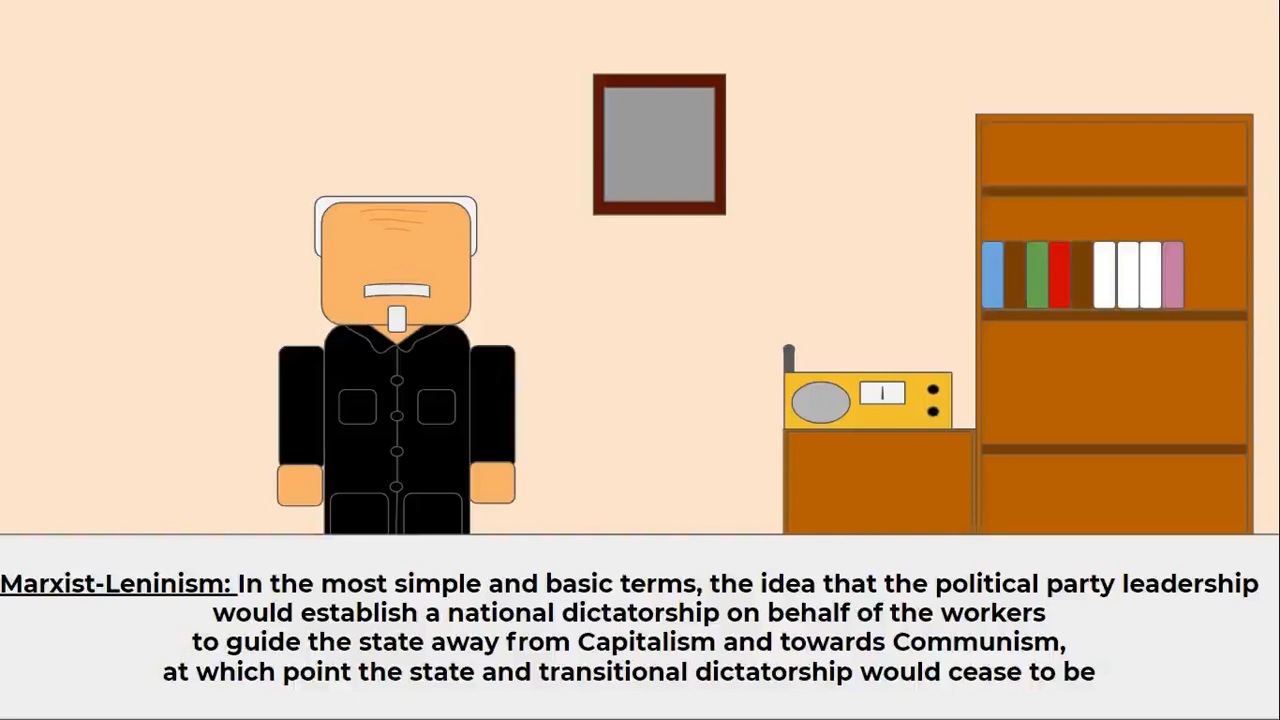 Marxist-Leninism: In the most simple and basic terms, the idea that the political party leadership
would establish a national dictatorship on behalf of the workers
to guide the state away from Capitalism and towards Communism,
at which point the state and transitional dictatorship would cease to be